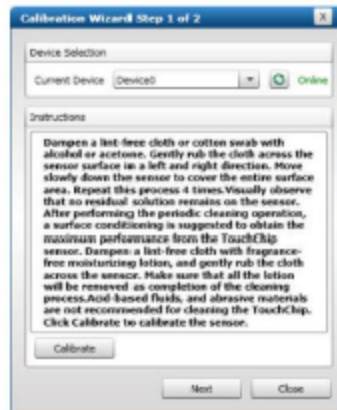 Calibration Wizard Step 1 of 2
X
Device Selection
Current Device Device0 Online
Instructions
Dampen a lint-free cloth or cotton swab with
alcohol or acetone. Gently rub the cloth across the
sensor surface in a left and right direction. Move
slowly down the sensor to cover the entire surface
area. Repeat this process 4 times.Visually observe
that no residual solution remains on the sensor.
After performing the periodic cleaning operation,
a surface conditioning is suggested to obtain the
maximum performance from the TouchChip
sensor. Dampen a lint-free cloth with fragrance-
free moisturizing lotion, and gently rub the cloth
across the sensor. Make sure that all the lotion
will be removed as completion of the cleaning
process.Acid-based fluids, and abrasive materials
are not recommended for cleaning the TouchChip.
Click Calibrate to calibrate the sensor.
Calibrate
Next Close